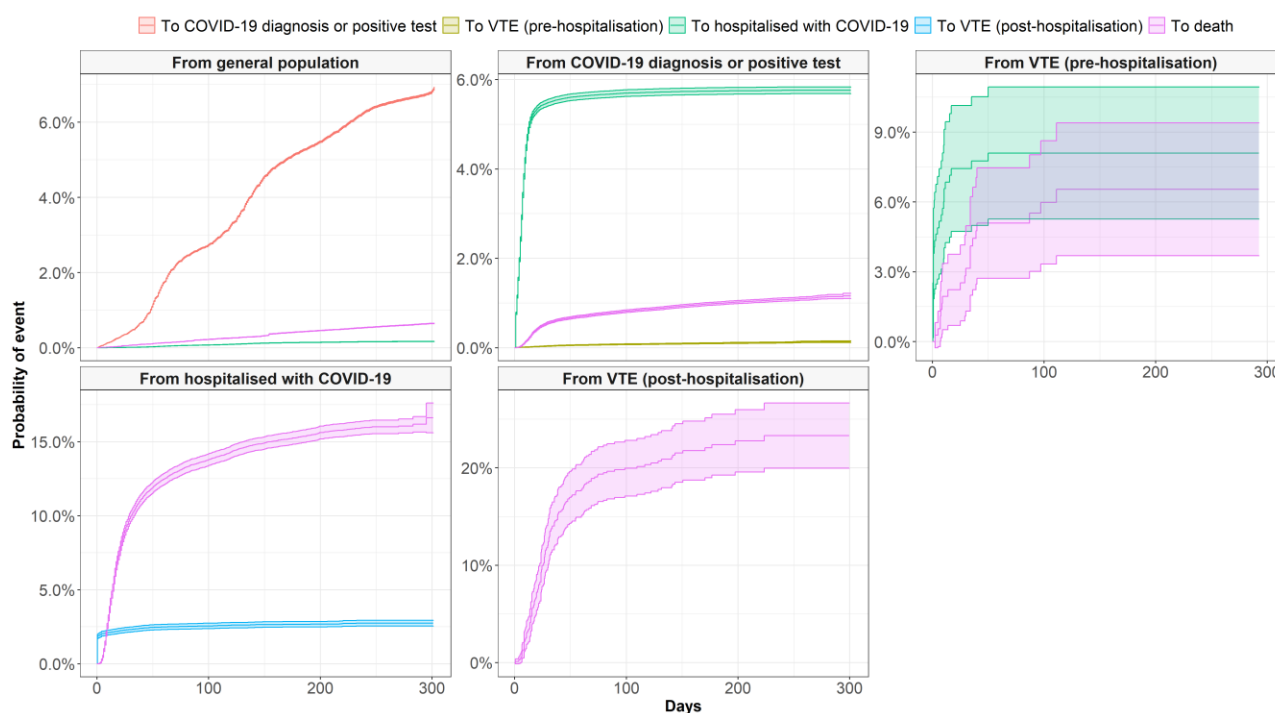 To COVID-19 diagnosis or positive test To VTE (pre-hospitalisation) To hospitalised with COVID-19 To VTE (post-hospitalisation) To death
From general population
6.0%
4.0%
2.0%
0.0%
From COVID-19 diagnosis or positive test
6.0%
4.0%
2.0%
0.0%
From VTE (pre-hospitalisation)
9.0%
6.0%
3.0%
0.0%
0 100 200 300
Probability of event
From hospitalised with COVID-19
15.0%
10.0%
5.0%
0.0%
0 100 200 300
From VTE (post-hospitalisation)
20%
10%
0%
0 100 200 300
Days